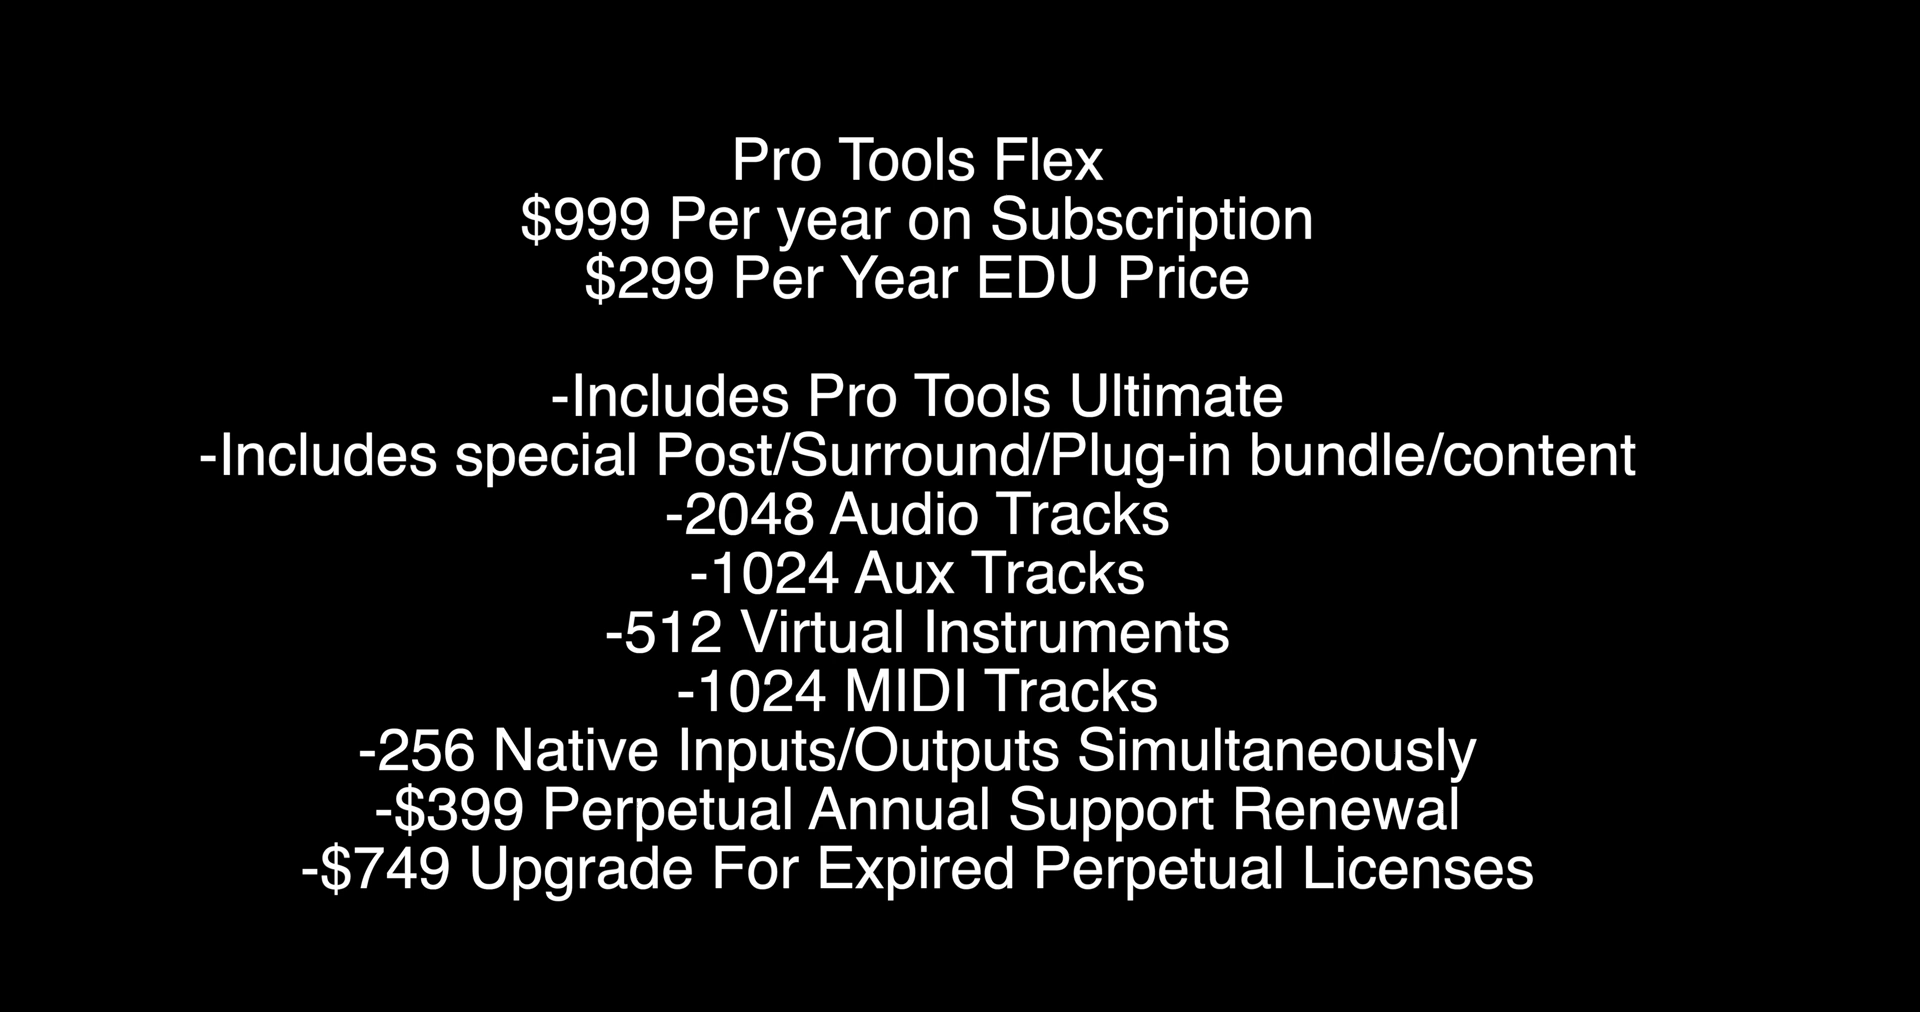 Pro Tools Flex
$999 Per year on Subscription
$299 Per Year EDU Price
-Includes Pro Tools Ultimate
-Includes special Post/Surround/Plug-in bundle/content
-2048 Audio Tracks
-1024 Aux Tracks
-512 Virtual Instruments
-1024 MIDI Tracks
-256 Native Inputs/Outputs Simultaneously
-$399 Perpetual Annual Support Renewal
-$749 Upgrade For Expired Perpetual Licenses